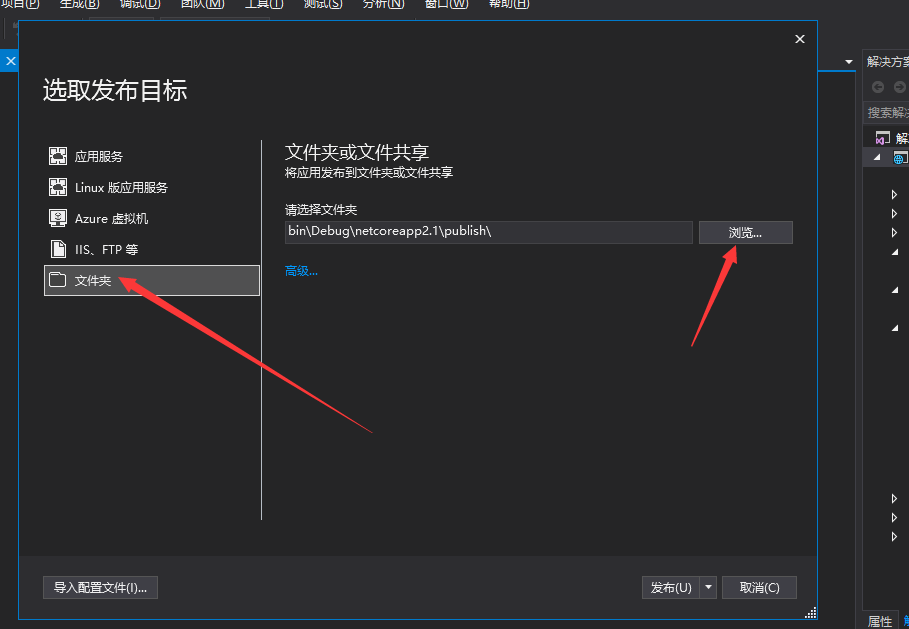 项目(P) 生成(B) 调试(D) 团队(M) 工具(T) 测试(S) 分析(N) 窗口(W) 帮助(H)
解决方案
搜索解决
解
选取发布目标
应用服务
Linux 版应用服务
Azure 虚拟机
IIS、FTP 等
文件夹
文件夹或文件共享
将应用发布到文件夹或文件共享
请选择文件夹
bin\Debug\netcoreapp2.1\publish\
浏览...
高级...
导入配置文件(I)...
发布(U)
取消(C)
属性